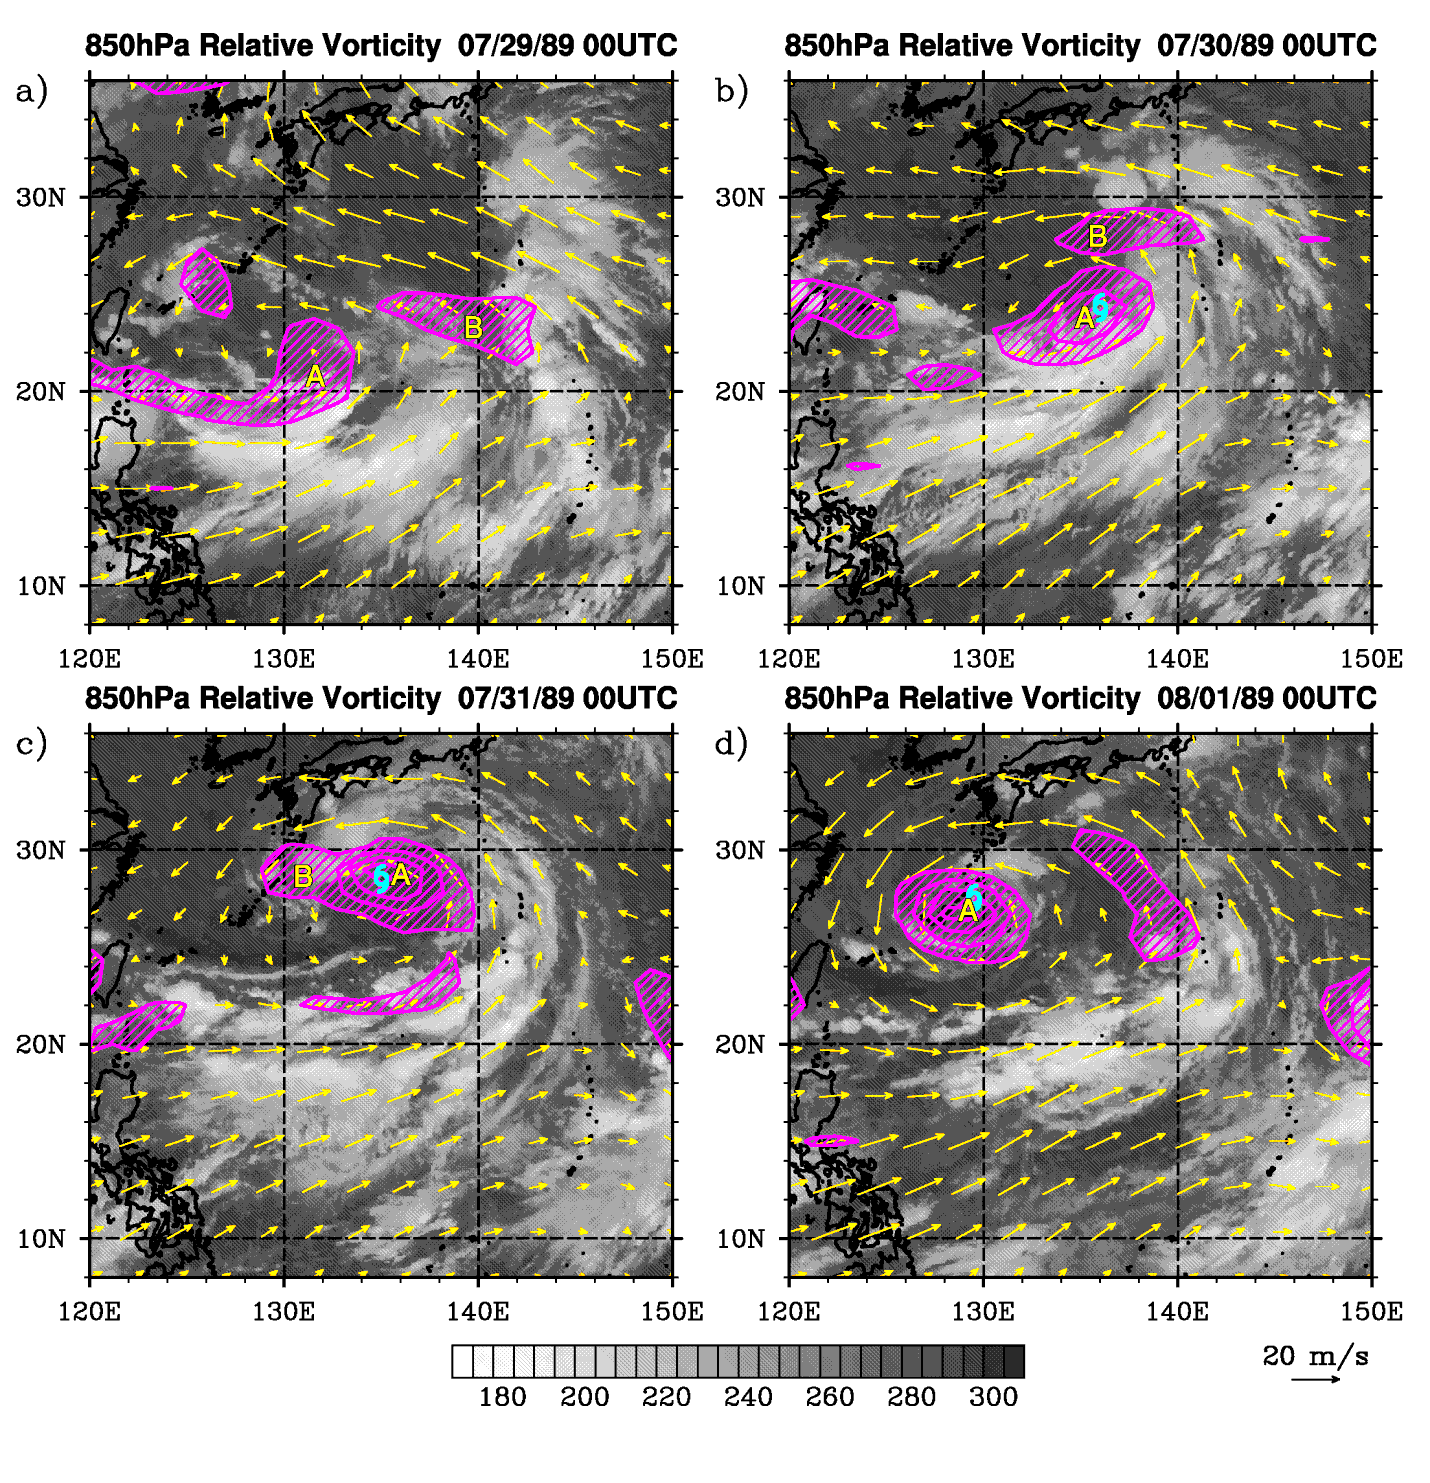 850hPa Relative Vorticity 07/29/89 00UTC
850hPa Relative Vorticity 07/30/89 00UTC
a)
b)
30N
20N
10N
120E 130E 140E 150E
A
B
30N
20N
10N
120E 130E 140E 150E
B
A
850hPa Relative Vorticity 07/31/89 00UTC
850hPa Relative Vorticity 08/01/89 00UTC
c)
d)
30N
20N
10N
120E 130E 140E 150E
B
A
30N
20N
10N
120E 130E 140E 150E
A
180 200 220 240 260 280 300
20 m/s